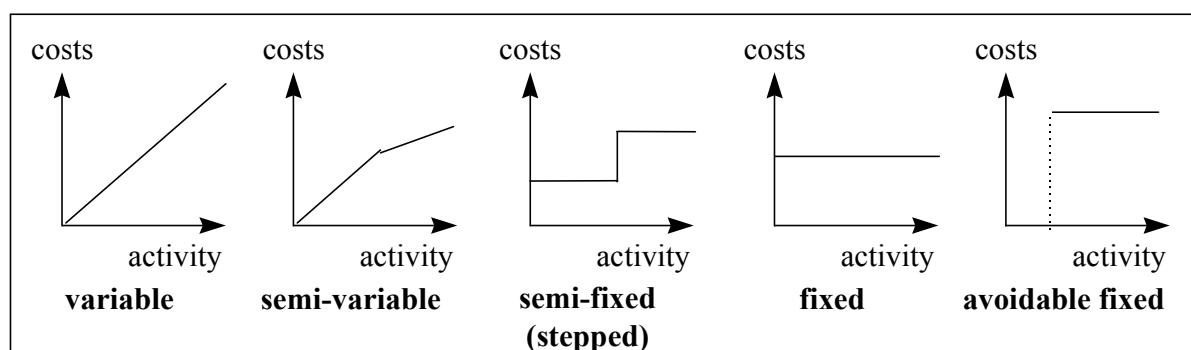 costs costs costs costs costs
activity activity activity activity activity
variable semi-variable semi-fixed fixed avoidable fixed
(stepped)